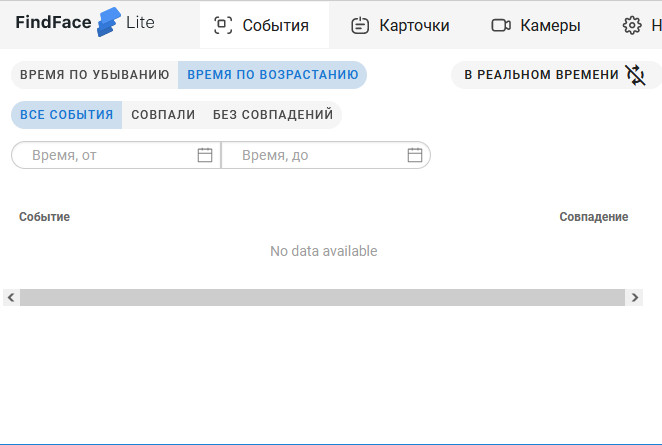 FindFace Lite События Карточки Камеры Н
ВРЕМЯ ПО УБЫВАНИЮ ВРЕМЯ ПО ВОЗРАСТАНИЮ В РЕАЛЬНОМ ВРЕМЕНИ
ВСЕ СОБЫТИЯ СОВПАЛИ БЕЗ СОВПАДЕНИЙ
Время, от Время, до
Событие Совпадение
No data available